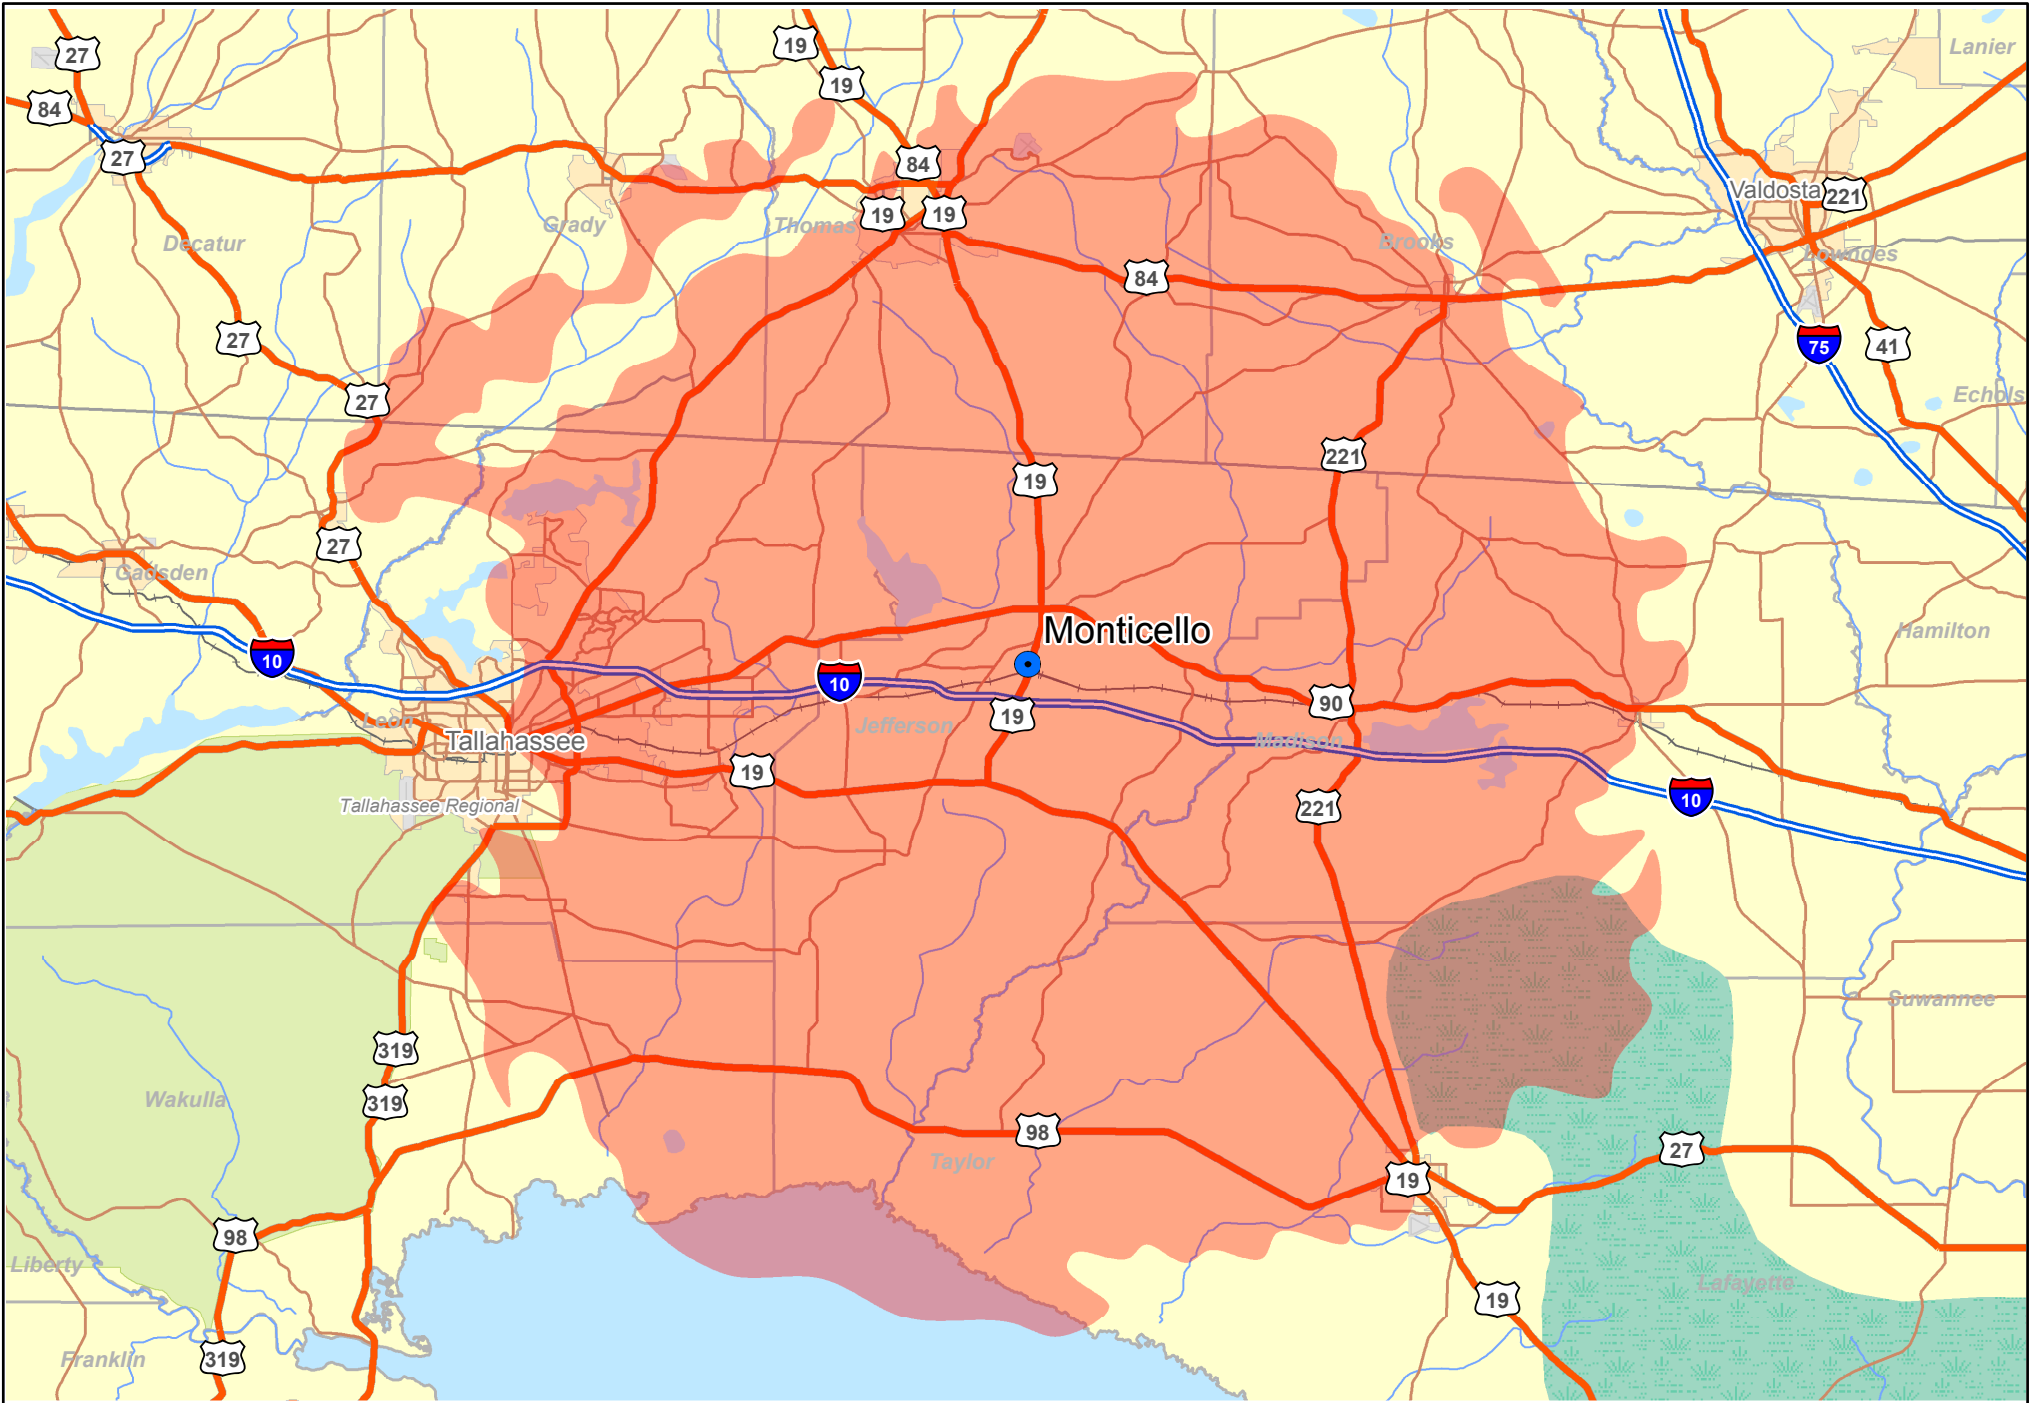 19
Lanier
27
19
84
27
84
Valdosta
221
19
19
Grady
Thomas
Decatur
Brooks
Lowndes
84
27
75
41
Echols
27
221
19
27
Gadsden
Monticello
Hamilton
10
10
90
19
Leon
Jefferson
Tallahassee
Madison
19
10
Tallahassee Regional
221
Suwannee
319
Wakulla
319
98
27
Taylor
19
98
Liberty
Lafayette
19
Franklin
319